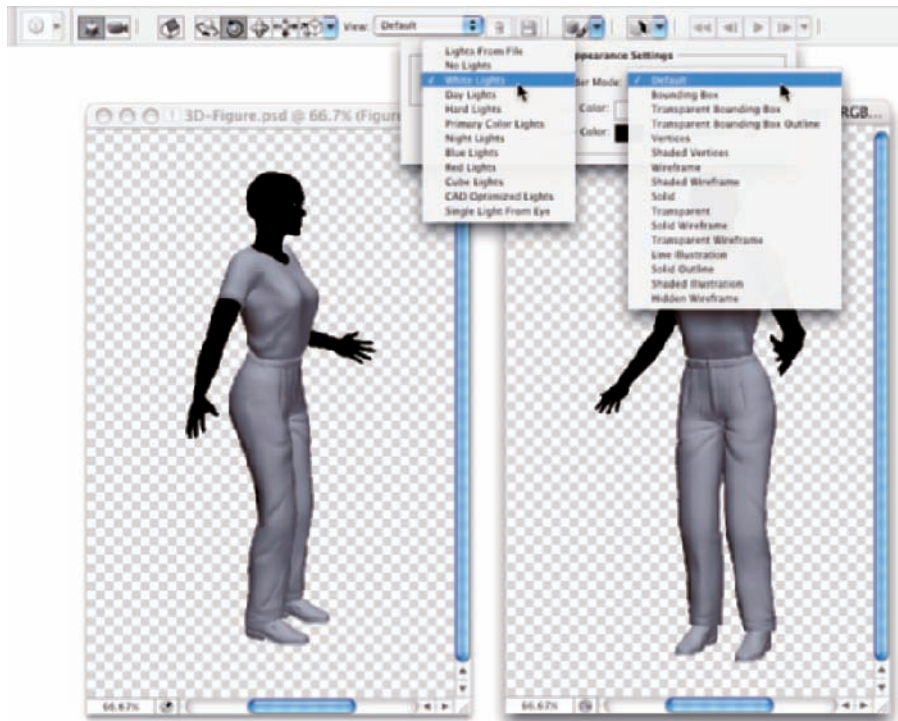 View: Default
Lights From File
No Lights
✓ White Lights
Day Lights
Hard Lights
Primary Color Lights
Night Lights
Blue Lights
Red Lights
Cube Lights
CAD Optimized Lights
Single Light From Eye
ppearance Settings
der Mode:
Color:
Color:
✓ Default
Bounding Box
Transparent Bounding Box
Transparent Bounding Box Outline
Vertices
Shaded Vertices
Wireframe
Shaded Wireframe
Solid
Transparent
Solid Wireframe
Transparent Wireframe
Line Illustration
Solid Outline
Shaded Illustration
Hidden Wireframe
3D-Figure.psd @ 66.7% (Figur
RGB...
66.67%
66.67%